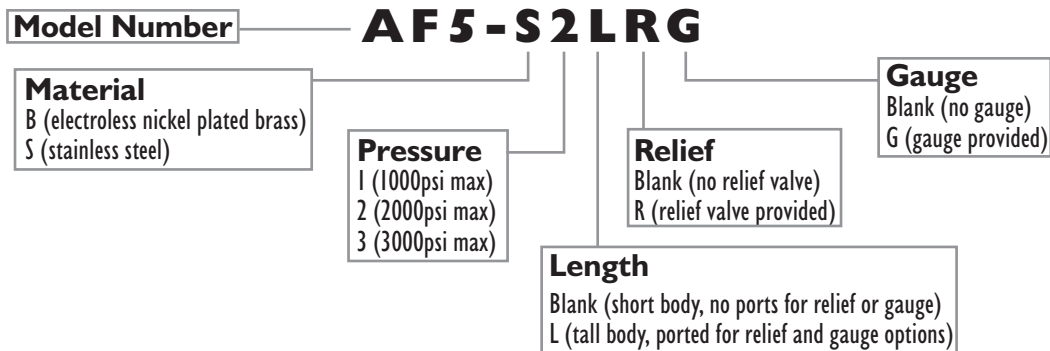 Model Number
AF5-S2LRG
Material
B (electroless nickel plated brass)
S (stainless steel)
Pressure
1 (1000psi max)
2 (2000psi max)
3 (3000psi max)
Relief
Blank (no relief valve)
R (relief valve provided)
Gauge
Blank (no gauge)
G (gauge provided)
Length
Blank (short body, no ports for relief or gauge)
L (tall body, ported for relief and gauge options)